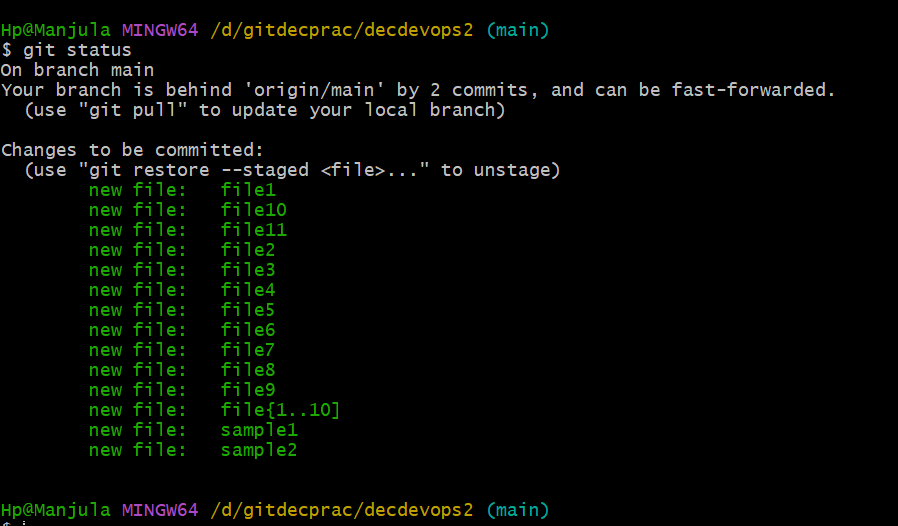 Hp@Manjula MINGW64 /d/gitdecprac/decdevops2 (main)
$ git status
On branch main
Your branch is behind 'origin/main' by 2 commits, and can be fast-forwarded.
  (use "git pull" to update your local branch)
Changes to be committed:
  (use "git restore --staged <file>..." to unstage)
        new file:   file1
        new file:   file10
        new file:   file11
        new file:   file2
        new file:   file3
        new file:   file4
        new file:   file5
        new file:   file6
        new file:   file7
        new file:   file8
        new file:   file9
        new file:   file{1..10]
        new file:   sample1
        new file:   sample2
Hp@Manjula MINGW64 /d/gitdecprac/decdevops2 (main)